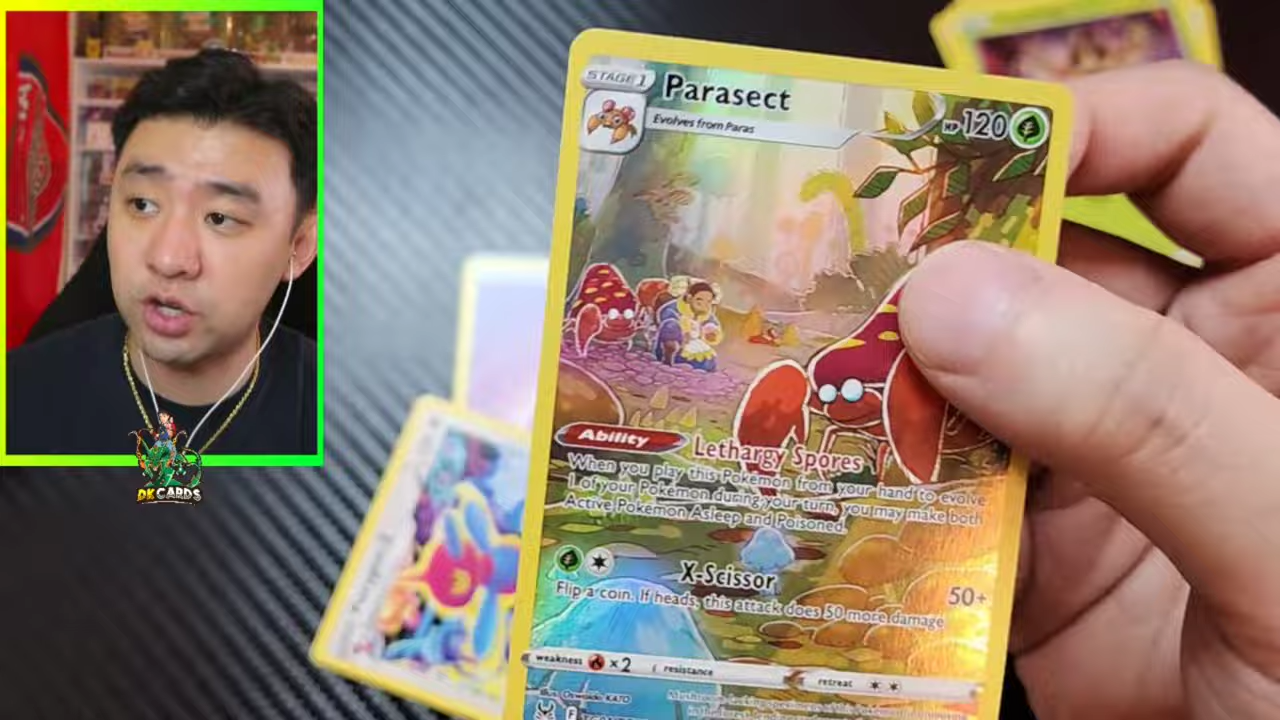 STAGE 1
Parasect
Evolves from Paras
HP 120
Ability
Lethargy Spores
When you play this Pokémon from your hand to evolve
1 of your Pokémon during your turn, you may make both
Active Pokémon Asleep and Poisoned.
X-Scissor
50+
Flip a coin. If heads, this attack does 50 more damage
weakness ×2 resistance retreat
DKCARDS